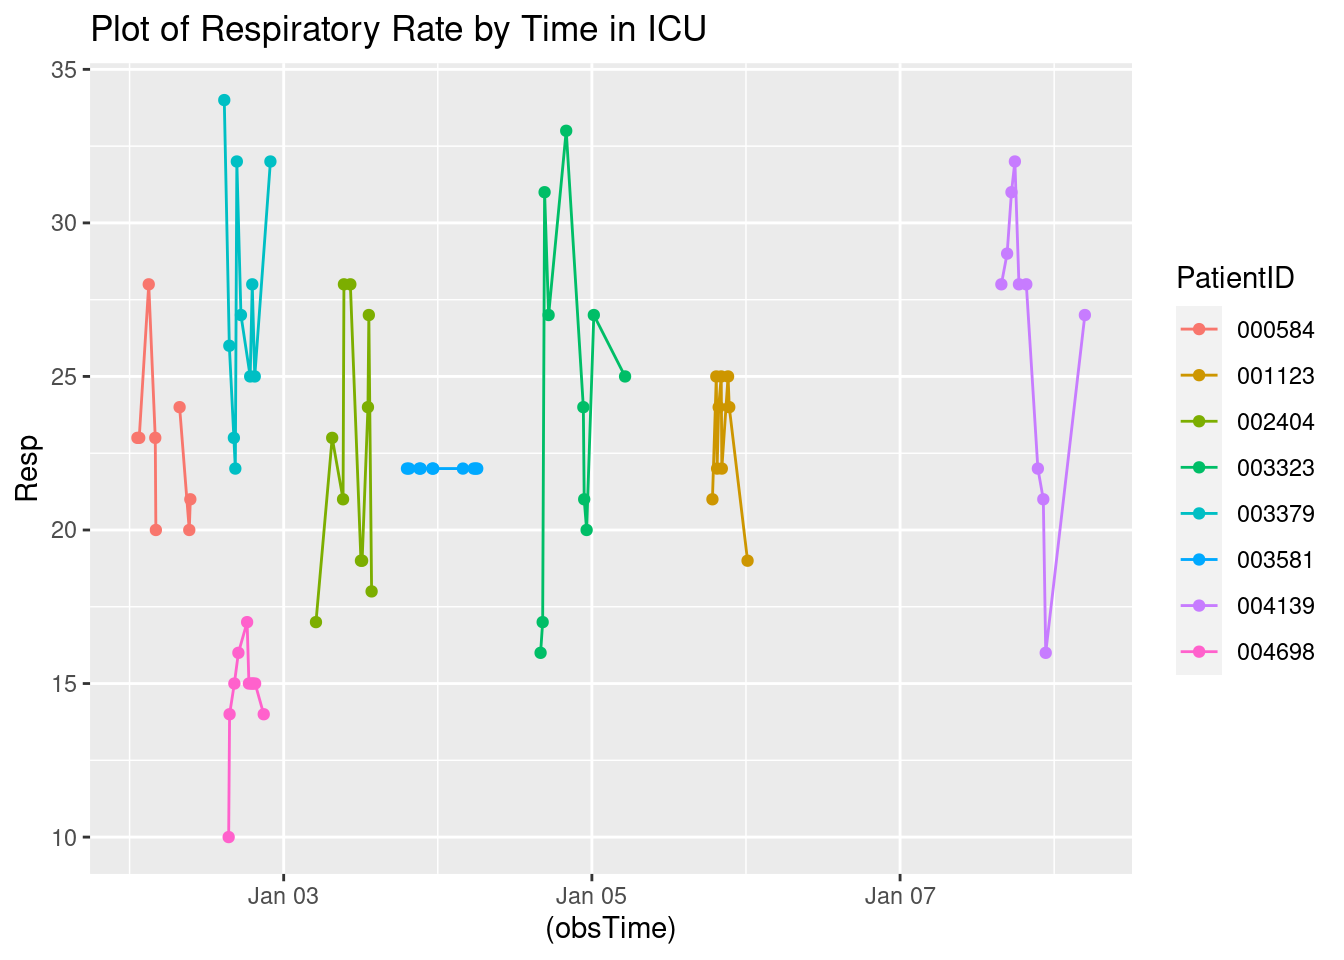 Plot of Respiratory Rate by Time in ICU
35
30
25
20
15
10
Resp
Jan 03
Jan 05
Jan 07
(obsTime)
PatientID
000584
001123
002404
003323
003379
003581
004139
004698